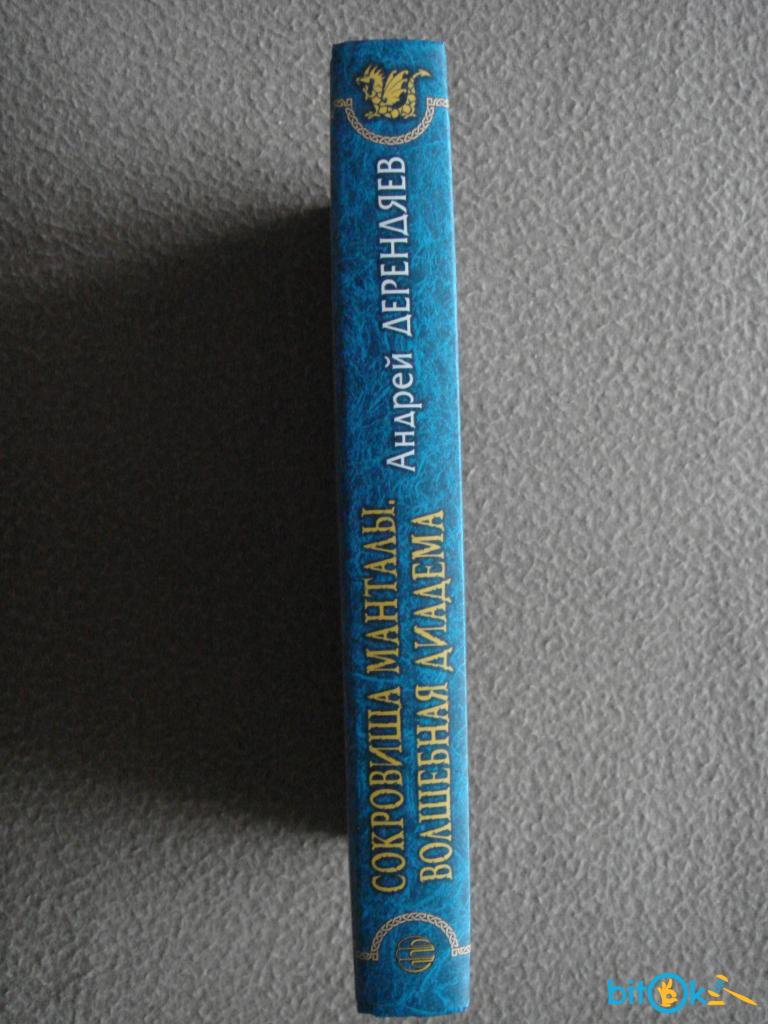 Андрей ДЕРЕНДЯЕВ
СОКРОВИЩА МАНТАЛЫ.
ВОЛШЕБНАЯ ДИАДЕМА
bitOk